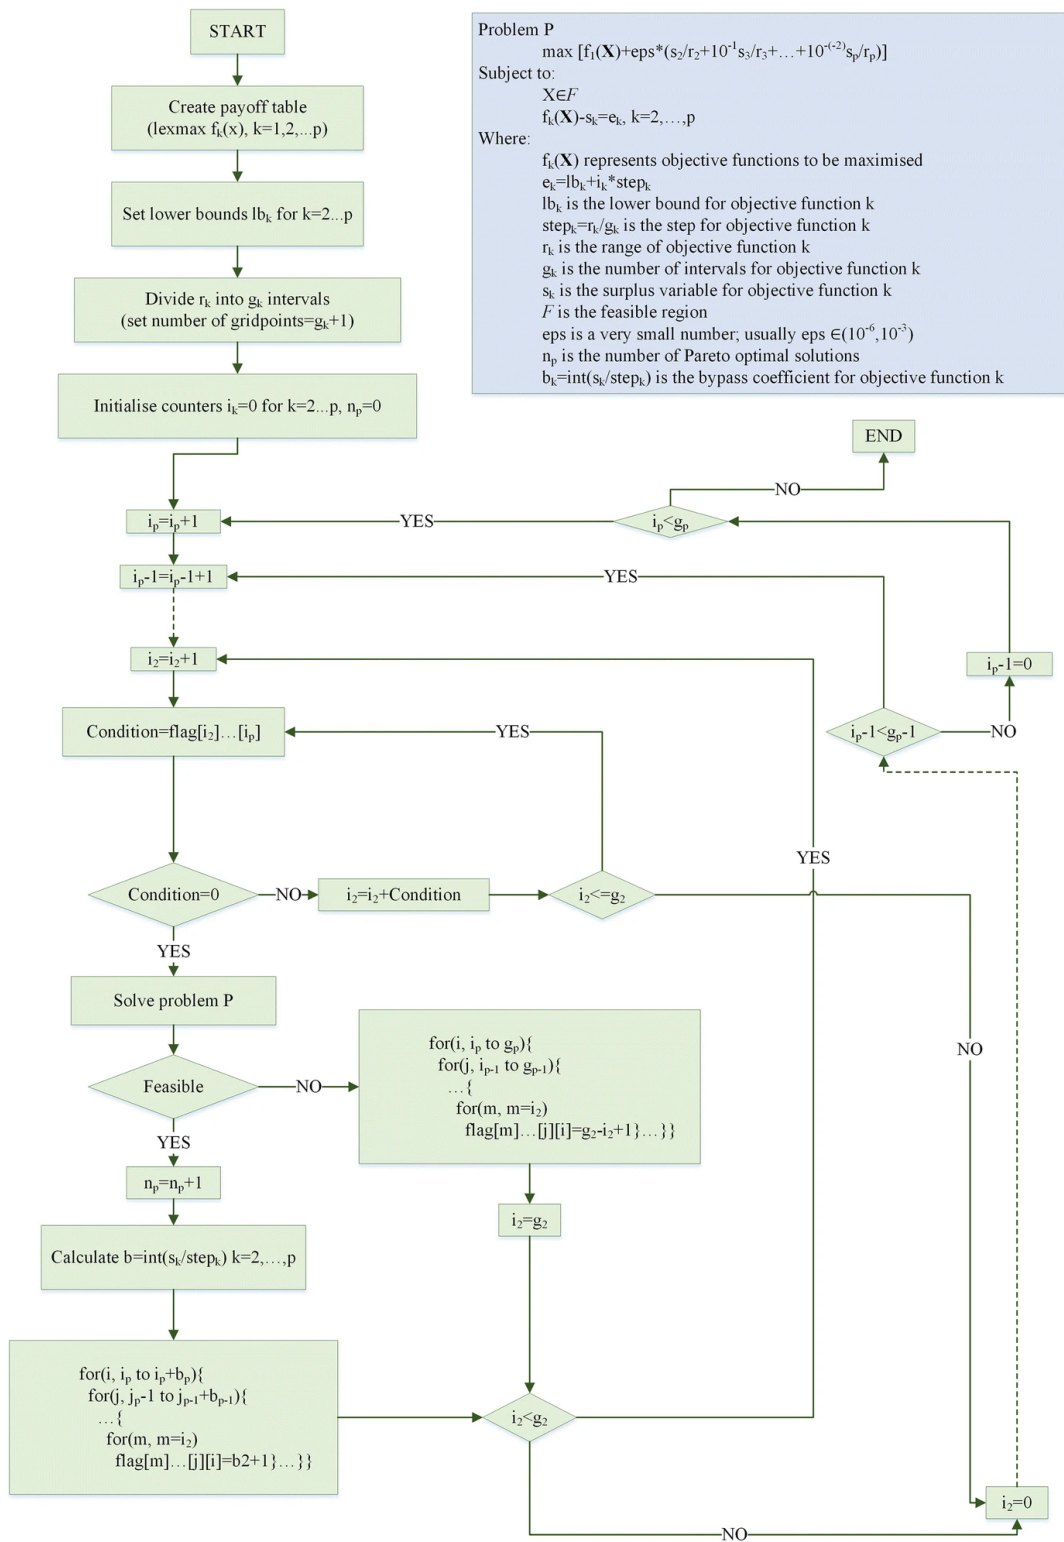 START
Create payoff table
(lexmax fₖ(x), k=1,2,...p)
Set lower bounds lbₖ for k=2...p
Divide rₖ into gₖ intervals
(set number of gridpoints=gₖ+1)
Initialise counters iₖ=0 for k=2...p, nₚ=0
Problem P
max [f₁(X)+eps*(s₂/r₂+10⁻¹s₃/r₃+…+10⁻⁽⁻²⁾sₚ/rₚ)]
Subject to:
X∈F
fₖ(X)-sₖ=eₖ, k=2,…,p
Where:
fₖ(X) represents objective functions to be maximised
eₖ=lbₖ+iₖ*stepₖ
lbₖ is the lower bound for objective function k
stepₖ=rₖ/gₖ is the step for objective function k
rₖ is the range of objective function k
gₖ is the number of intervals for objective function k
sₖ is the surplus variable for objective function k
F is the feasible region
eps is a very small number; usually eps ∈(10⁻⁶,10⁻³)
nₚ is the number of Pareto optimal solutions
bₖ=int(sₖ/stepₖ) is the bypass coefficient for objective function k
END
NO
iₚ=iₚ+1
YES
iₚ<gₚ
iₚ-1=iₚ-1+1
YES
i₂=i₂+1
iₚ-1=0
Condition=flag[i₂]…[iₚ]
YES
iₚ-1<gₚ-1
NO
YES
Condition=0
NO
i₂=i₂+Condition
i₂<=g₂
YES
Solve problem P
NO
Feasible
NO
for(i, iₚ to gₚ){
for(j, iₚ₋₁ to gₚ₋₁){
…{
for(m, m=i₂)
flag[m]…[j][i]=g₂-i₂+1}…}}
YES
nₚ=nₚ+1
i₂=g₂
Calculate b=int(sₖ/stepₖ) k=2,…,p
for(i, iₚ to iₚ+bₚ){
for(j, jₚ-1 to jₚ₋₁+bₚ₋₁){
…{
for(m, m=i₂)
flag[m]…[j][i]=b2+1}…}}
i₂<g₂
i₂=0
NO